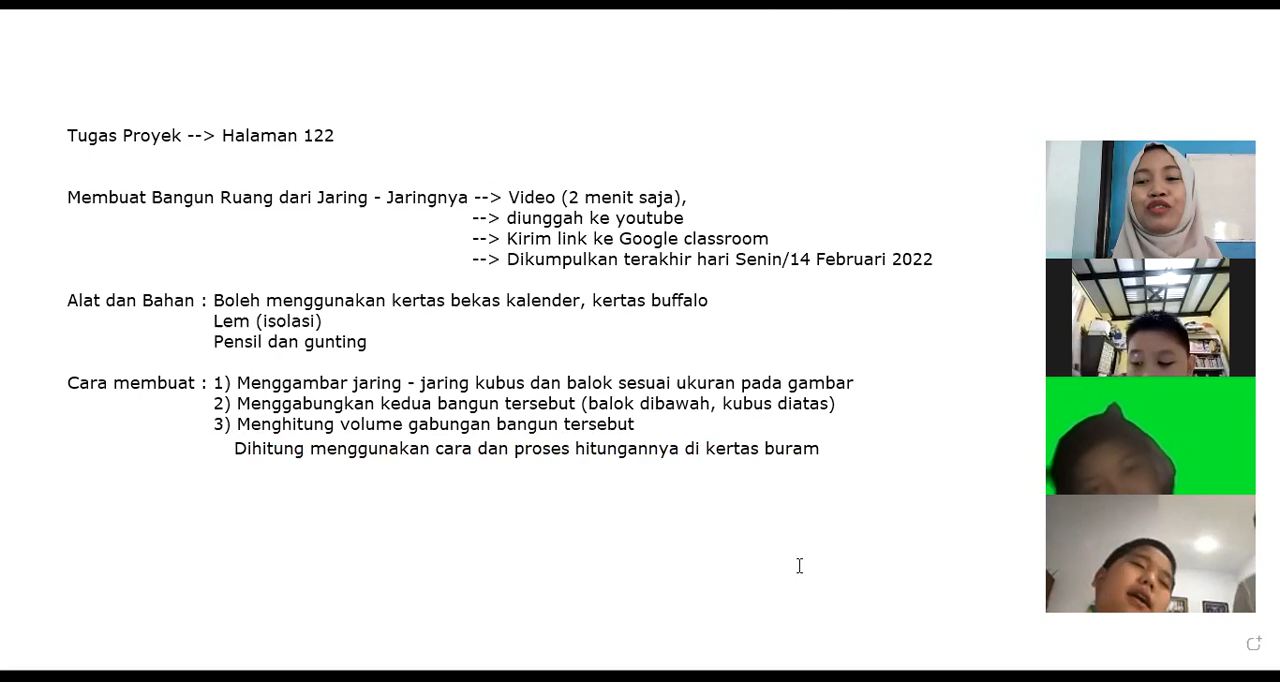 Tugas Proyek --> Halaman 122
Membuat Bangun Ruang dari Jaring - Jaringnya --> Video (2 menit saja),
--> diunggah ke youtube
--> Kirim link ke Google classroom
--> Dikumpulkan terakhir hari Senin/14 Februari 2022
Alat dan Bahan : Boleh menggunakan kertas bekas kalender, kertas buffalo
Lem (isolasi)
Pensil dan gunting
Cara membuat : 1) Menggambar jaring - jaring kubus dan balok sesuai ukuran pada gambar
2) Menggabungkan kedua bangun tersebut (balok dibawah, kubus diatas)
3) Menghitung volume gabungan bangun tersebut
Dihitung menggunakan cara dan proses hitungannya di kertas buram